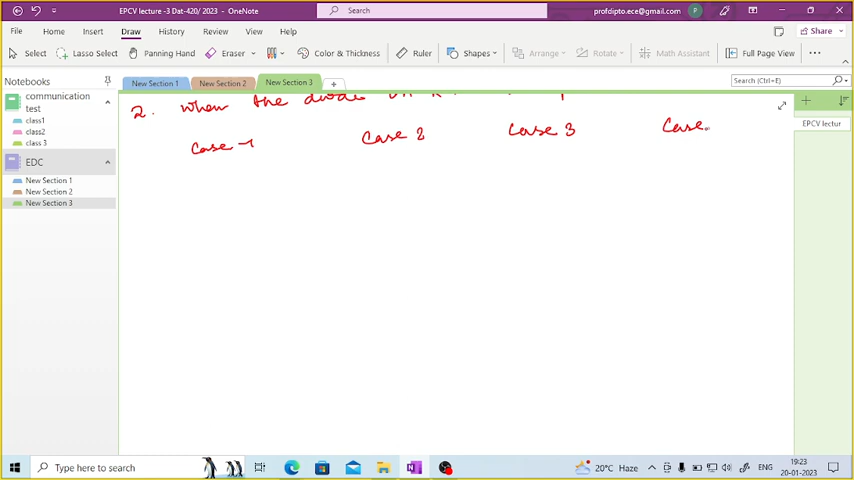 EPCV lecture -3 Dat-420/ 2023 - OneNote
Search
profdipto.ece@gmail.com
P
File Home Insert Draw History Review View Help
Share
Select Lasso Select Panning Hand Eraser Color & Thickness Ruler Shapes Arrange Rotate Math Assistant Full Page View
Notebooks
New Section 1 New Section 2 New Section 3
Search (Ctrl+E)
communication
test
class1
class2
class 3
EDC
New Section 1
New Section 2
New Section 3
EPCV lectur
2. when the diode
Case -1 Case 2 Case 3 Case
Type here to search
20°C Haze
ENG
19:23
20-01-2023